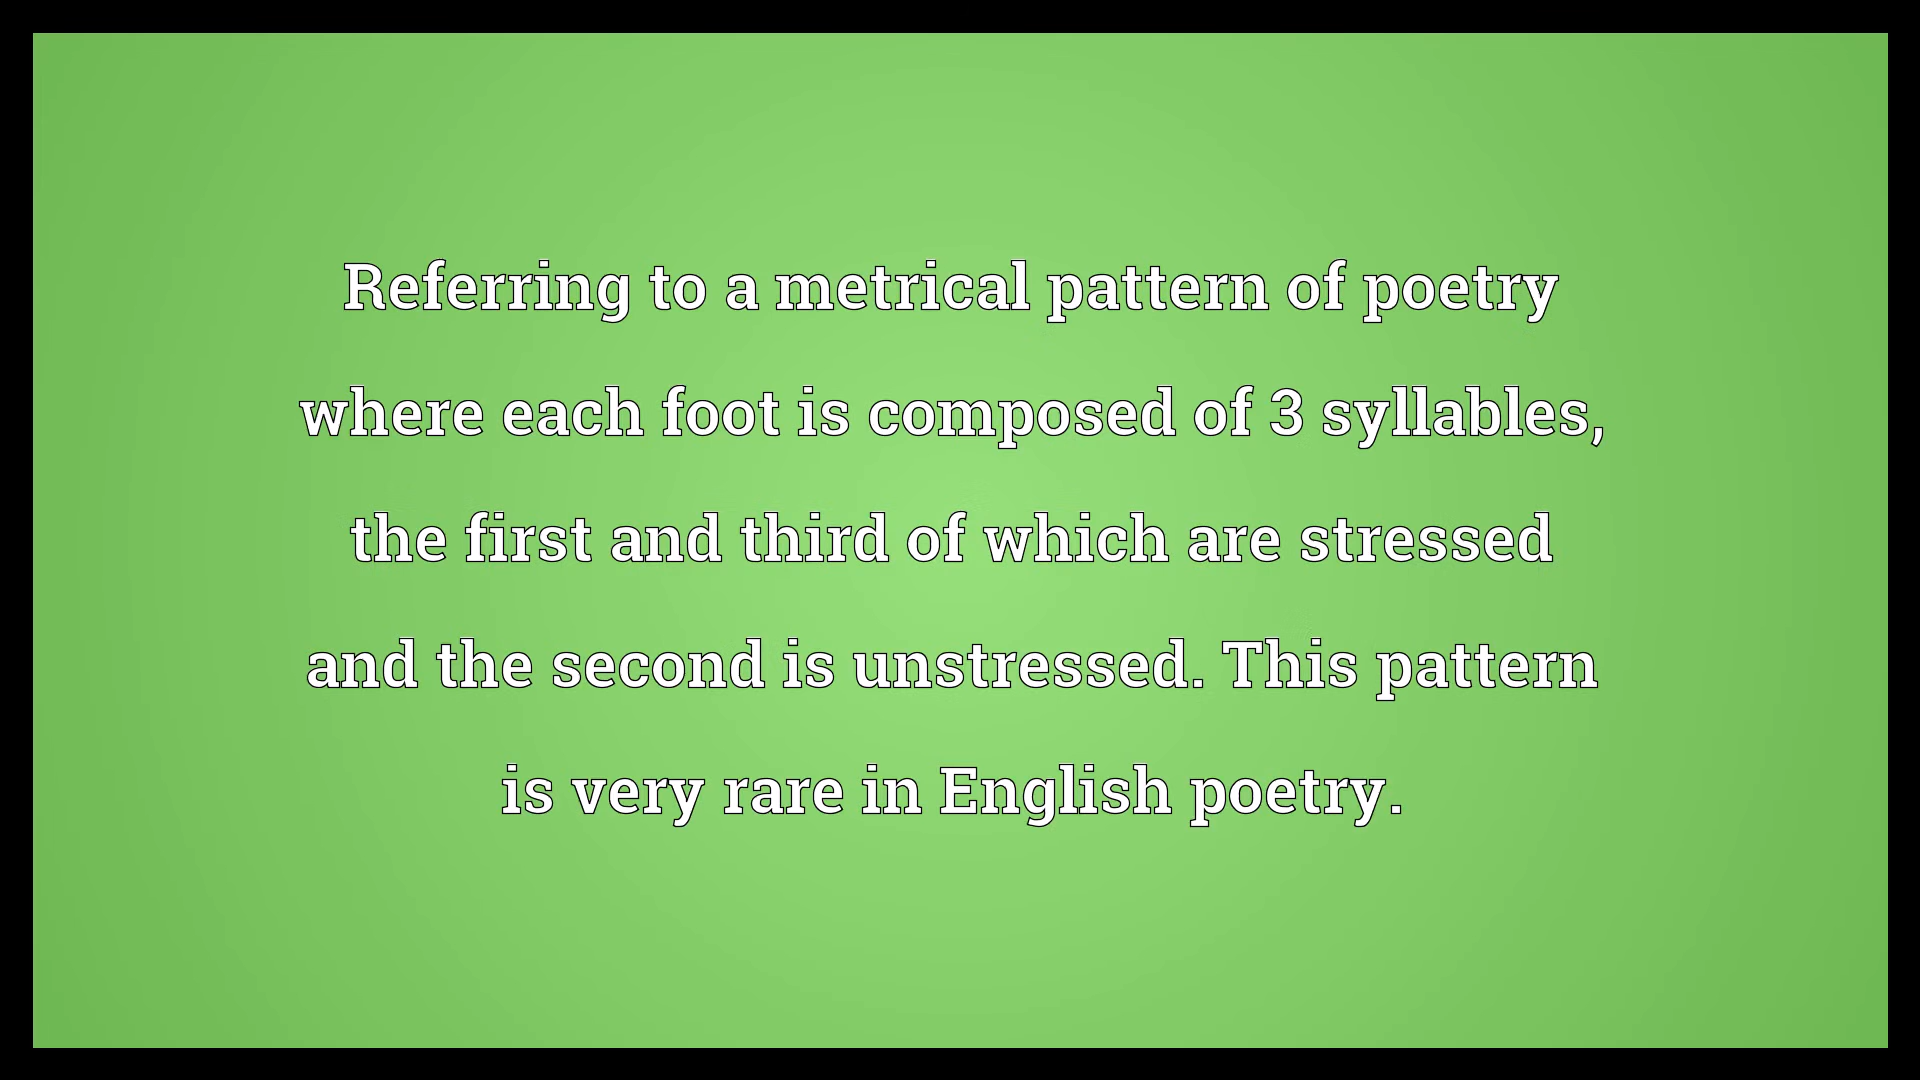 Referring to a metrical pattern of poetry
where each foot is composed of 3 syllables,
the first and third of which are stressed
and the second is unstressed. This pattern
is very rare in English poetry.